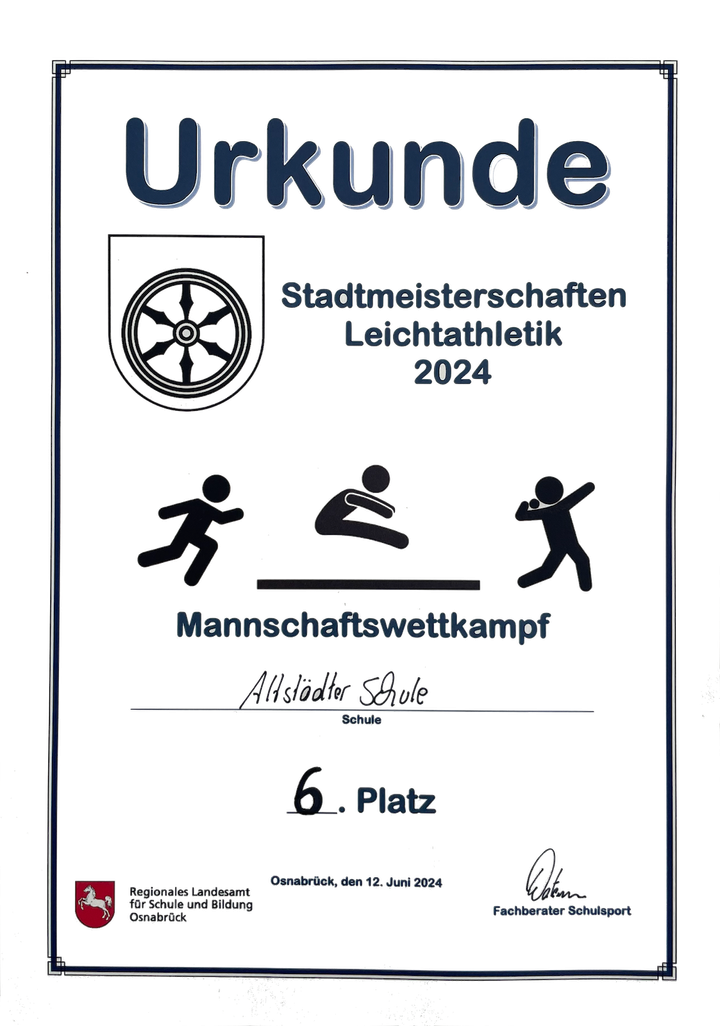 Urkunde
Stadtmeisterschaften
Leichtathletik
2024
Mannschaftswettkampf
Altstädter Schule
Schule
6. Platz
Osnabrück, den 12. Juni 2024
Regionales Landesamt
für Schule und Bildung
Osnabrück
Fachberater Schulsport